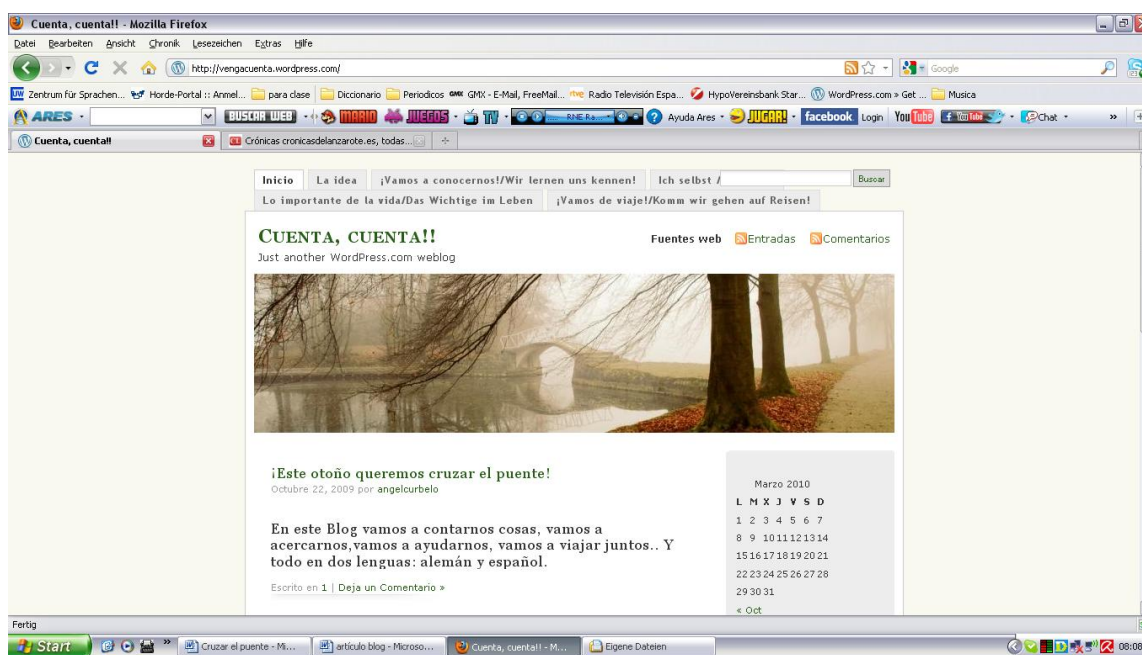 Cuenta, cuenta!! - Mozilla Firefox
Datei Bearbeiten Ansicht Chronik Lesezeichen Extras Hilfe
http://vengacuenta.wordpress.com/ Google
Zentrum für Sprachen... Horde-Portal :: Anmel... para clase Diccionario Periodicos GMX GMX - E-Mail, FreeMail... rtve Radio Televisión Espa... HypoVereinsbank Star... WordPress.com » Get ... Musica
ARES BUSCAR WEB MARIO JUEGOS TV RNE Ra... Ayuda Ares JUGAR! facebook Login YouTube Chat »
Cuenta, cuenta!! Crónicas cronicasdelanzarote.es, todas...
Inicio La idea ¡Vamos a conocernos!/Wir lernen uns kennen! Ich selbst / Buscar
Lo importante de la vida/Das Wichtige im Leben ¡Vamos de viaje!/Komm wir gehen auf Reisen!
CUENTA, CUENTA!! Fuentes web Entradas Comentarios
Just another WordPress.com weblog
¡Este otoño queremos cruzar el puente!
Octubre 22, 2009 por angelcurbelo
En este Blog vamos a contarnos cosas, vamos a
acercarnos,vamos a ayudarnos, vamos a viajar juntos.. Y
todo en dos lenguas: alemán y español.
Escrito en 1 | Deja un Comentario »
Marzo 2010
L M X J V S D
1 2 3 4 5 6 7
8 9 10 11 12 13 14
15 16 17 18 19 20 21
22 23 24 25 26 27 28
29 30 31
« Oct
Fertig
Start » Cruzar el puente - Mi... artículo blog - Microso... Cuenta, cuenta!! - M... Eigene Dateien 08:08